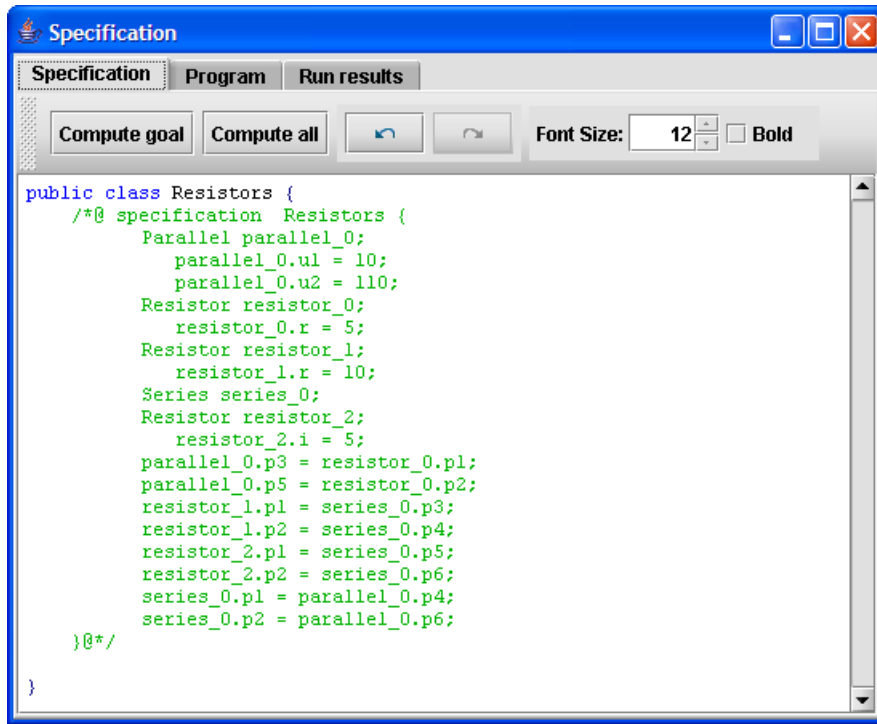 Specification
Specification Program Run results
Compute goal Compute all Font Size: 12 Bold
public class Resistors {
/*@ specification  Resistors {
Parallel parallel_0;
parallel_0.u1 = 10;
parallel_0.u2 = 110;
Resistor resistor_0;
resistor_0.r = 5;
Resistor resistor_1;
resistor_1.r = 10;
Series series_0;
Resistor resistor_2;
resistor_2.i = 5;
parallel_0.p3 = resistor_0.p1;
parallel_0.p5 = resistor_0.p2;
resistor_1.p1 = series_0.p3;
resistor_1.p2 = series_0.p4;
resistor_2.p1 = series_0.p5;
resistor_2.p2 = series_0.p6;
series_0.p1 = parallel_0.p4;
series_0.p2 = parallel_0.p6;
}@*/
}